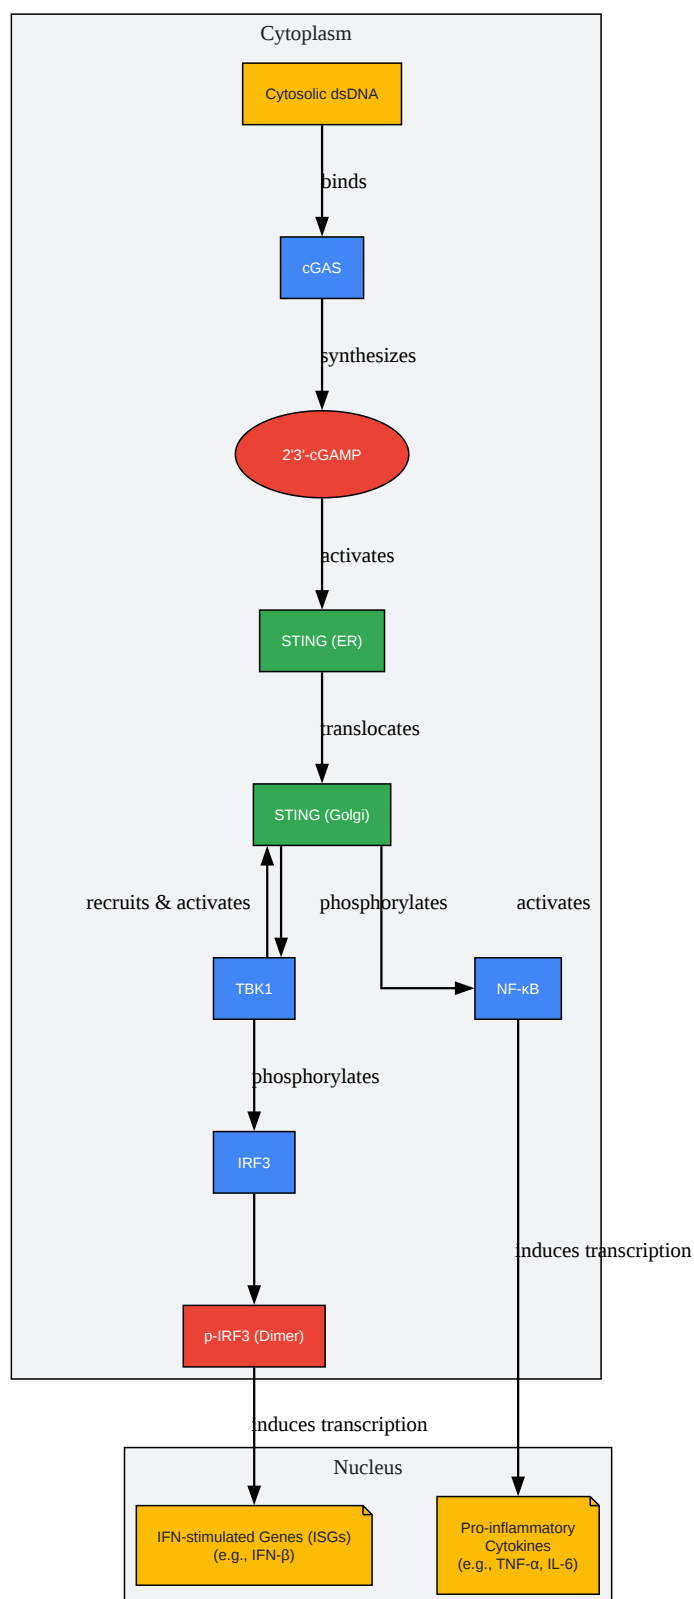 Cytoplasm
Cytosolic dsDNA
binds
cGAS
synthesizes
2'3'-cGAMP
activates
STING (ER)
translocates
STING (Golgi)
recruits & activates
phosphorylates
activates
TBK1
NF-κB
phosphorylates
IRF3
induces transcription
p-IRF3 (Dimer)
induces transcription
Nucleus
IFN-stimulated Genes (ISGs)
(e.g., IFN-β)
Pro-inflammatory
Cytokines
(e.g., TNF-α, IL-6)